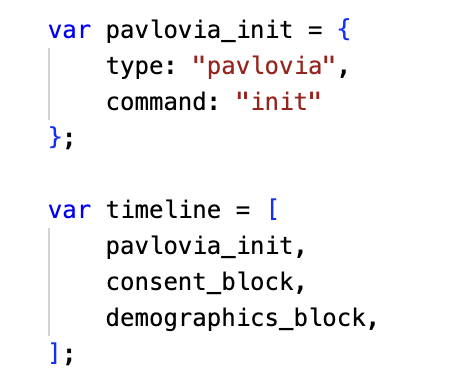 var pavlovia_init = {
    type: "pavlovia",
    command: "init"
};

var timeline = [
    pavlovia_init,
    consent_block,
    demographics_block,
];